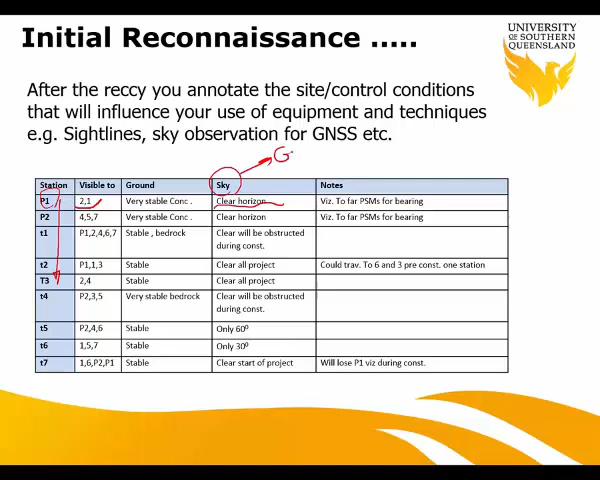 Initial Reconnaissance .....
UNIVERSITY
OF SOUTHERN
QUEENSLAND
After the reccy you annotate the site/control conditions
that will influence your use of equipment and techniques
e.g. Sightlines, sky observation for GNSS etc.
G
Station Visible to Ground Sky Notes
P1 2,1 Very stable Conc . Clear horizon Viz. To far PSMs for bearing
P2 4,5,7 Very stable Conc . Clear horizon Viz. To far PSMs for bearing
t1 P1,2,4,6,7 Stable , bedrock Clear will be obstructed
during const.
t2 P1,1,3 Stable Clear all project Could trav. To 6 and 3 pre const. one station
T3 2,4 Stable Clear all project
t4 P2,3,5 Very stable bedrock Clear will be obstructed
during const.
t5 P2,4,6 Stable Only 60⁰
t6 1,5,7 Stable Only 30⁰
t7 1,6,P2,P1 Stable Clear start of project Will lose P1 viz during const.